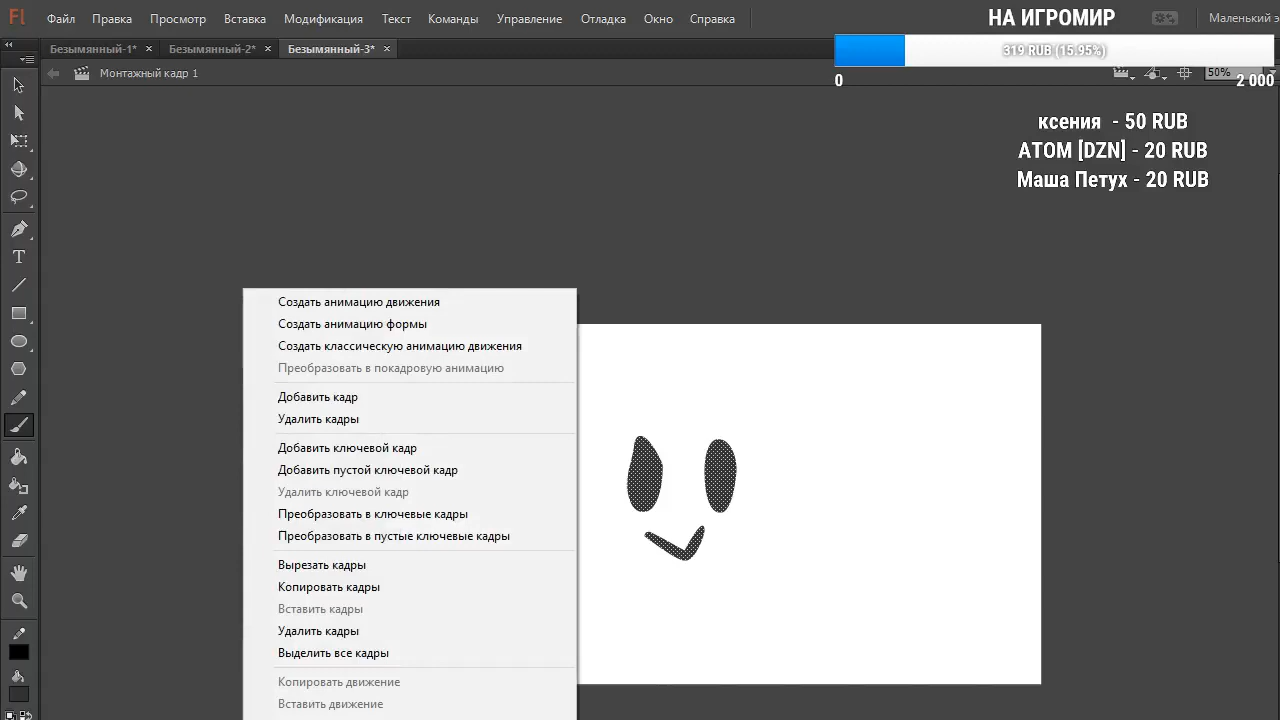 Fl Файл Правка Просмотр Вставка Модификация Текст Команды Управление Отладка Окно Справка НА ИГРОМИР Маленький э
Безымянный-1* × Безымянный-2* × Безымянный-3* ×
319 RUB (15.95%)
Монтажный кадр 1
50%
0
2 000
ксения - 50 RUB
ATOM [DZN] - 20 RUB
Маша Петух - 20 RUB
Создать анимацию движения
Создать анимацию формы
Создать классическую анимацию движения
Преобразовать в покадровую анимацию
Добавить кадр
Удалить кадры
Добавить ключевой кадр
Добавить пустой ключевой кадр
Удалить ключевой кадр
Преобразовать в ключевые кадры
Преобразовать в пустые ключевые кадры
Вырезать кадры
Копировать кадры
Вставить кадры
Удалить кадры
Выделить все кадры
Копировать движение
Вставить движение